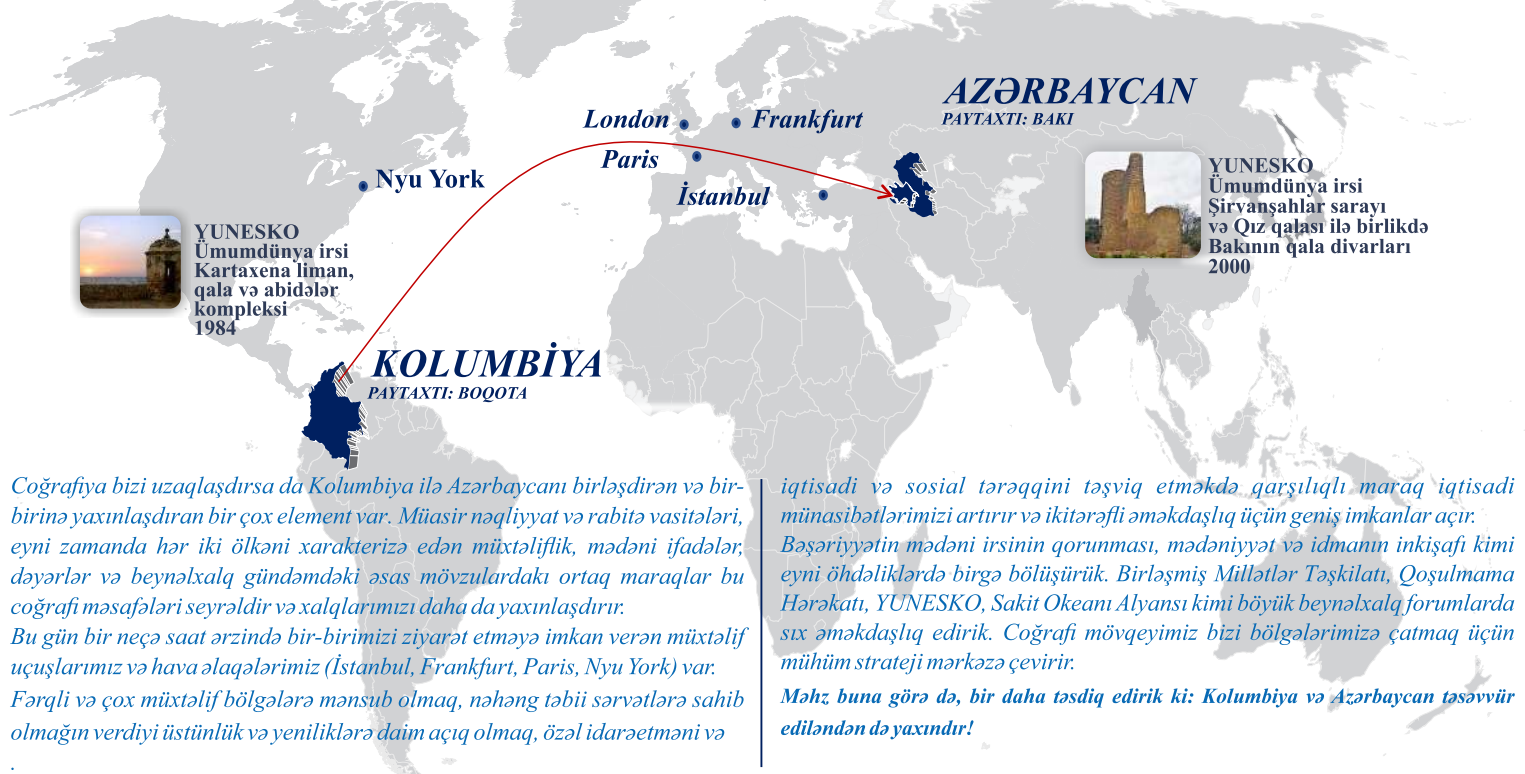 AZƏRBAYCAN
PAYTAXTI: BAKI
London
Frankfurt
Paris
Nyu York
İstanbul
YUNESKO
Ümumdünya irsi
Şirvanşahlar sarayı
və Qız qalası ilə birlikdə
Bakının qala divarları
2000
YUNESKO
Ümumdünya irsi
Kartaxena liman,
qala və abidələr
kompleksi
1984
KOLUMBİYA
PAYTAXTI: BOQOTA
Coğrafiya bizi uzaqlaşdırsa da Kolumbiya ilə Azərbaycanı birləşdirən və bir-
birinə yaxınlaşdıran bir çox element var. Müasir nəqliyyat və rabitə vasitələri,
eyni zamanda hər iki ölkəni xarakterizə edən müxtəliflik, mədəni ifadələr,
dəyərlər və beynəlxalq gündəmdəki əsas mövzulardakı ortaq maraqlar bu
coğrafi məsafələri seyrəldir və xalqlarımızı daha da yaxınlaşdırır.
Bu gün bir neçə saat ərzində bir-birimizi ziyarət etməyə imkan verən müxtəlif
uçuşlarımız və hava əlaqələrimiz (İstanbul, Frankfurt, Paris, Nyu York) var.
Fərqli və çox müxtəlif bölgələrə mənsub olmaq, nəhəng təbii sərvətlərə sahib
olmağın verdiyi üstünlük və yeniliklərə daim açıq olmaq, özəl idarəetməni və
.
iqtisadi və sosial tərəqqini təşviq etməkdə qarşılıqlı maraq iqtisadi
münasibətlərimizi artırır və ikitərəfli əməkdaşlıq üçün geniş imkanlar açır.
Bəşəriyyətin mədəni irsinin qorunması, mədəniyyət və idmanın inkişafı kimi
eyni öhdəliklərdə birgə bölüşürük. Birləşmiş Millətlər Təşkilatı, Qoşulmama
Hərəkatı, YUNESKO, Sakit Okeanı Alyansı kimi böyük beynəlxalq forumlarda
sıx əməkdaşlıq edirik. Coğrafi mövqeyimiz bizi bölgələrimizə çatmaq üçün
mühüm strateji mərkəzə çevirir.
Məhz buna görə də, bir daha təsdiq edirik ki: Kolumbiya və Azərbaycan təsəvvür
ediləndən də yaxındır!